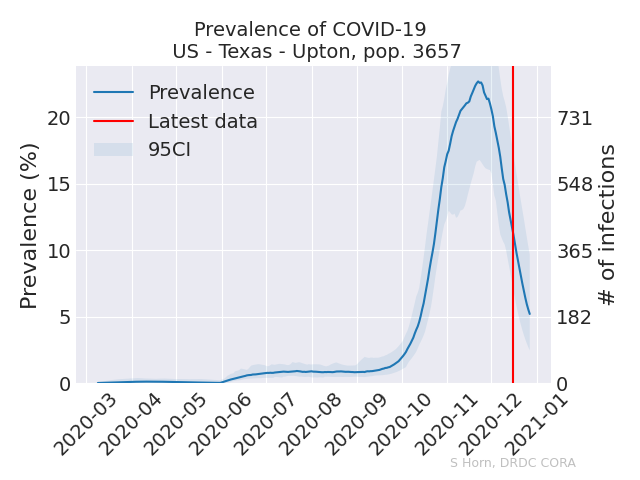 Prevalence of COVID-19
US - Texas - Upton, pop. 3657
Prevalence
Latest data
95CI
Prevalence (%)
20
15
10
5
0
731
548
365
182
0
# of infections
2020-03
2020-04
2020-05
2020-06
2020-07
2020-08
2020-09
2020-10
2020-11
2020-12
2021-01
S Horn, DRDC CORA